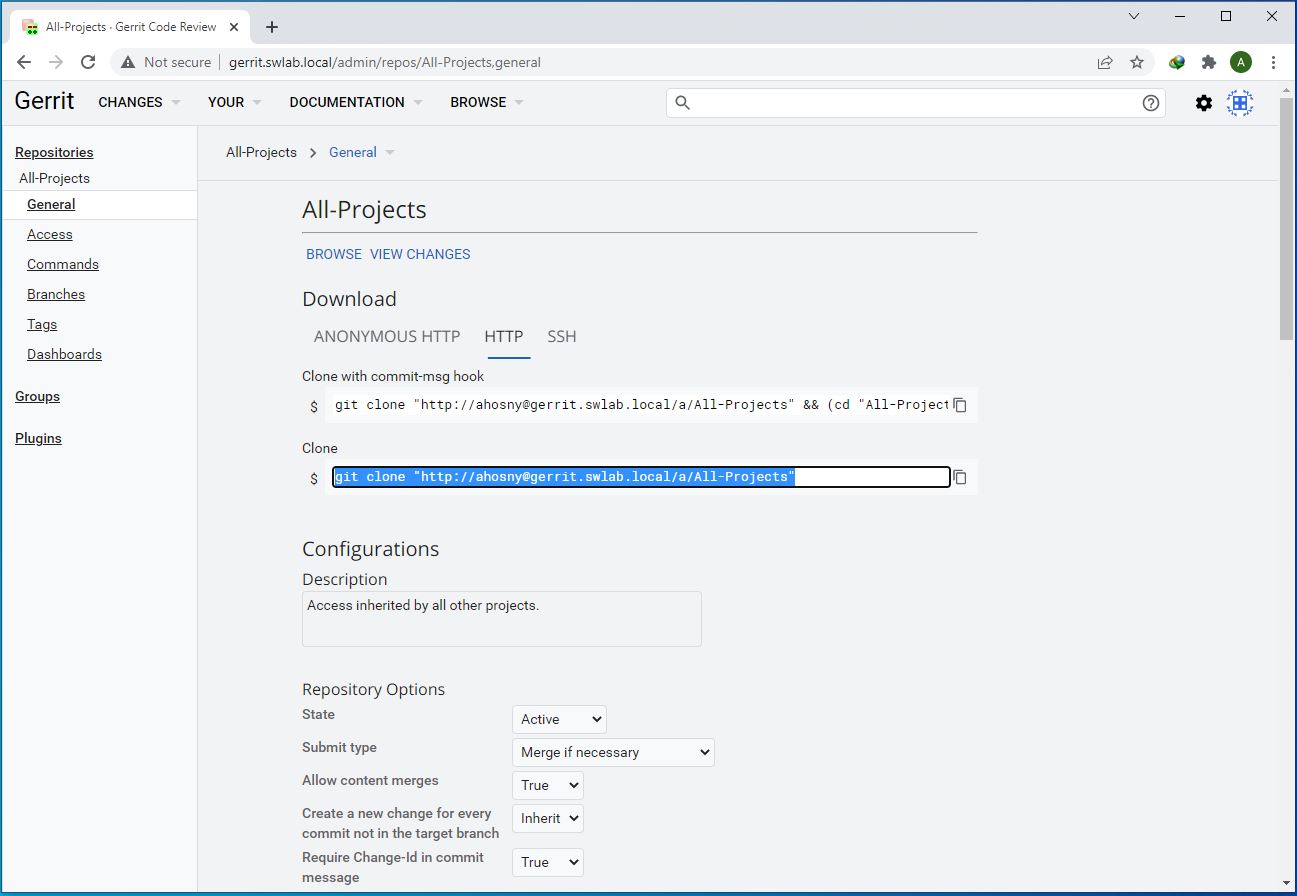 All-Projects · Gerrit Code Review
Not secure
gerrit.swlab.local/admin/repos/All-Projects,general
A
Gerrit
CHANGES
YOUR
DOCUMENTATION
BROWSE
Repositories
All-Projects
General
Access
Commands
Branches
Tags
Dashboards
Groups
Plugins
All-Projects
General
All-Projects
BROWSE VIEW CHANGES
Download
ANONYMOUS HTTP HTTP SSH
Clone with commit-msg hook
$ git clone "http://ahosny@gerrit.swlab.local/a/All-Projects" && (cd "All-Project
Clone
$ git clone "http://ahosny@gerrit.swlab.local/a/All-Projects"
Configurations
Description
Access inherited by all other projects.
Repository Options
State Active
Submit type Merge if necessary
Allow content merges True
Create a new change for every
commit not in the target branch Inherit
Require Change-Id in commit
message True